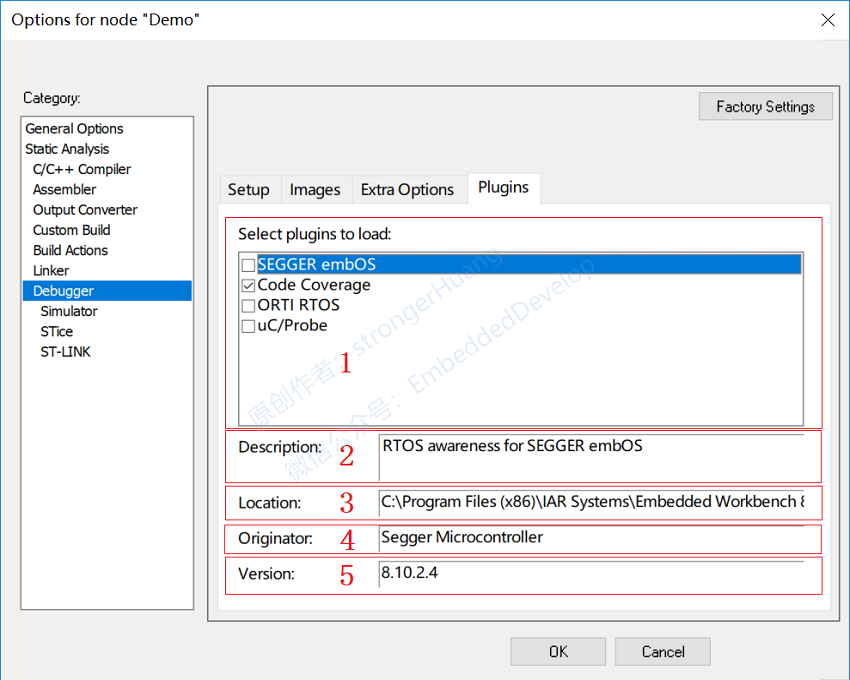 Options for node "Demo"
Category:
Factory Settings
General Options
Static Analysis
C/C++ Compiler
Assembler
Output Converter
Custom Build
Build Actions
Linker
Debugger
Simulator
STice
ST-LINK
Setup
Images
Extra Options
Plugins
Select plugins to load:
SEGGER embOS
Code Coverage
ORTI RTOS
uC/Probe
1
原创作者：strongerHuang
微信公众号：EmbeddedDevelop
Description:
2
RTOS awareness for SEGGER embOS
Location:
3
C:\Program Files (x86)\IAR Systems\Embedded Workbench 8
Originator:
4
Segger Microcontroller
Version:
5
8.10.2.4
OK
Cancel